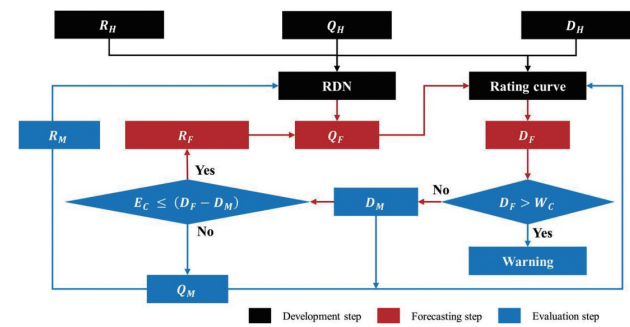 R_H Q_H D_H
RDN Rating curve
R_M R_F Q_F D_F
Yes
E_C ≤ (D_F − D_M) D_M No D_F > W_C
No Yes
Warning
Q_M
Development step Forecasting step Evaluation step